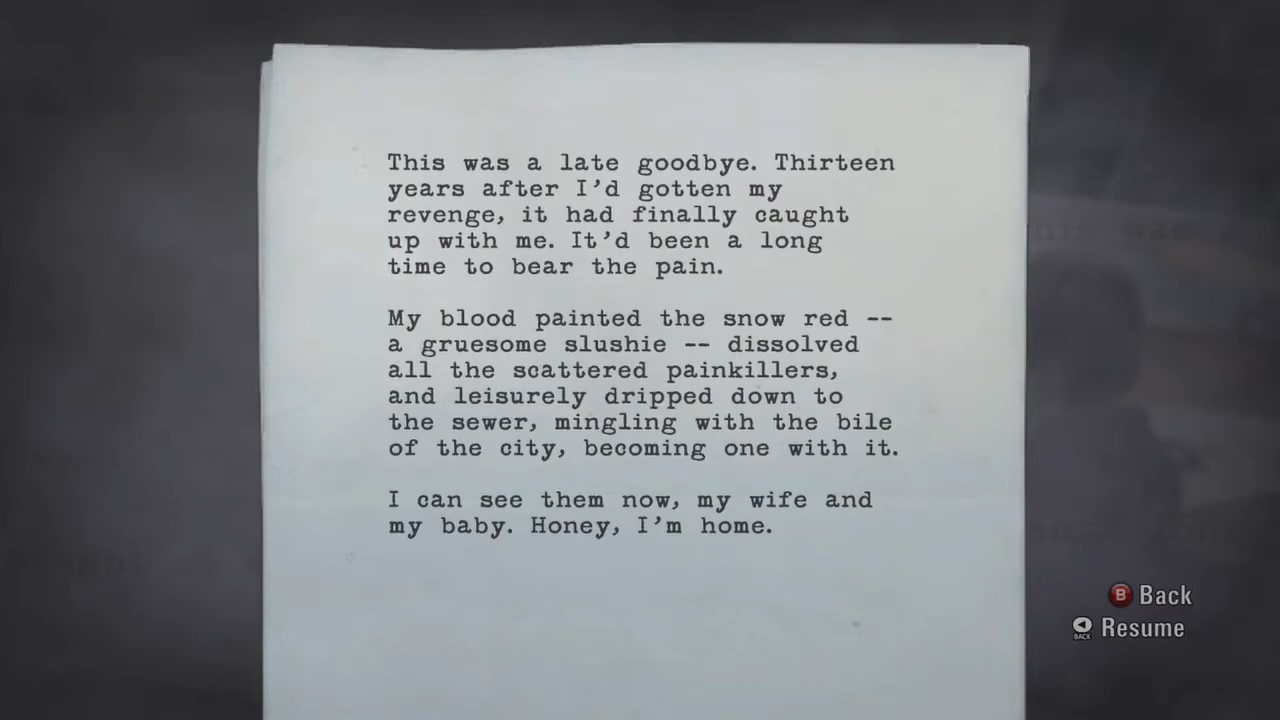 This was a late goodbye. Thirteen
years after I'd gotten my
revenge, it had finally caught
up with me. It'd been a long
time to bear the pain.
My blood painted the snow red --
a gruesome slushie -- dissolved
all the scattered painkillers,
and leisurely dripped down to
the sewer, mingling with the bile
of the city, becoming one with it.
I can see them now, my wife and
my baby. Honey, I'm home.
B Back
BACK Resume